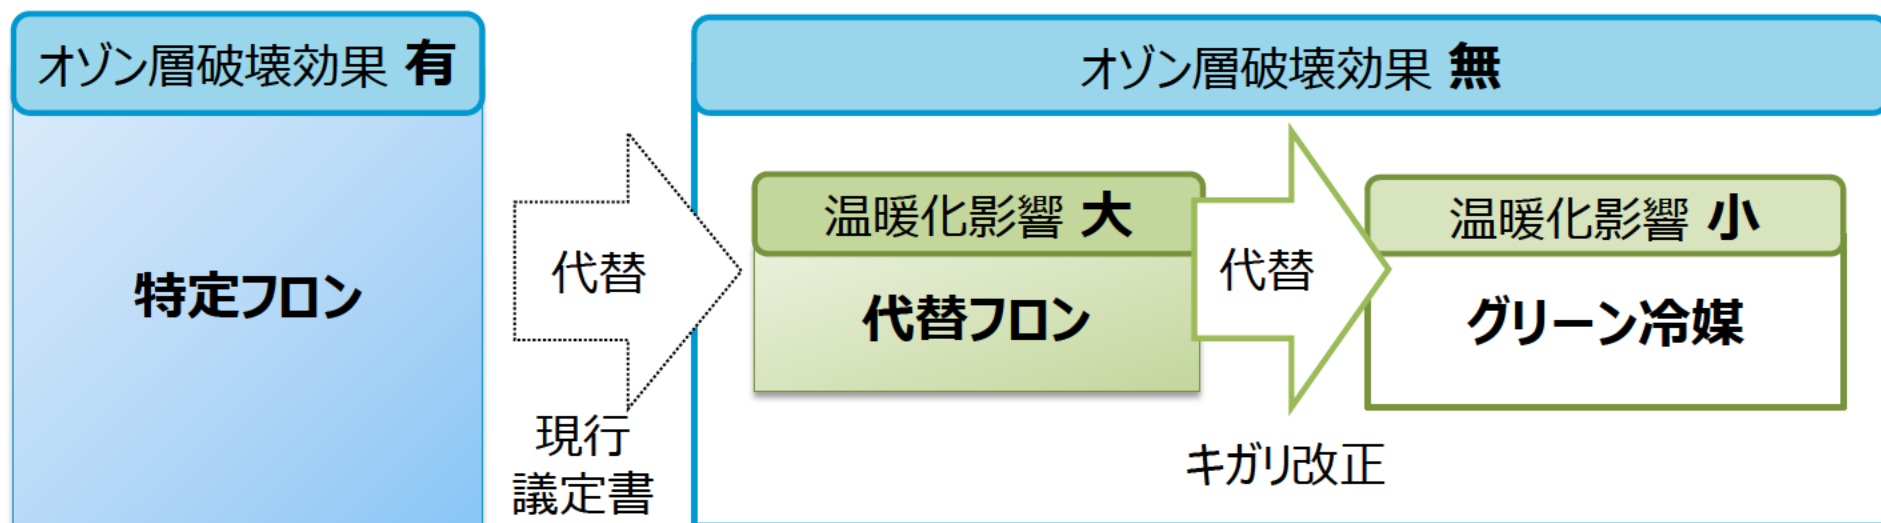 オゾン層破壊効果 有
特定フロン
代替
現行
議定書
オゾン層破壊効果 無
温暖化影響 大
代替フロン
代替
キガリ改正
温暖化影響 小
グリーン冷媒